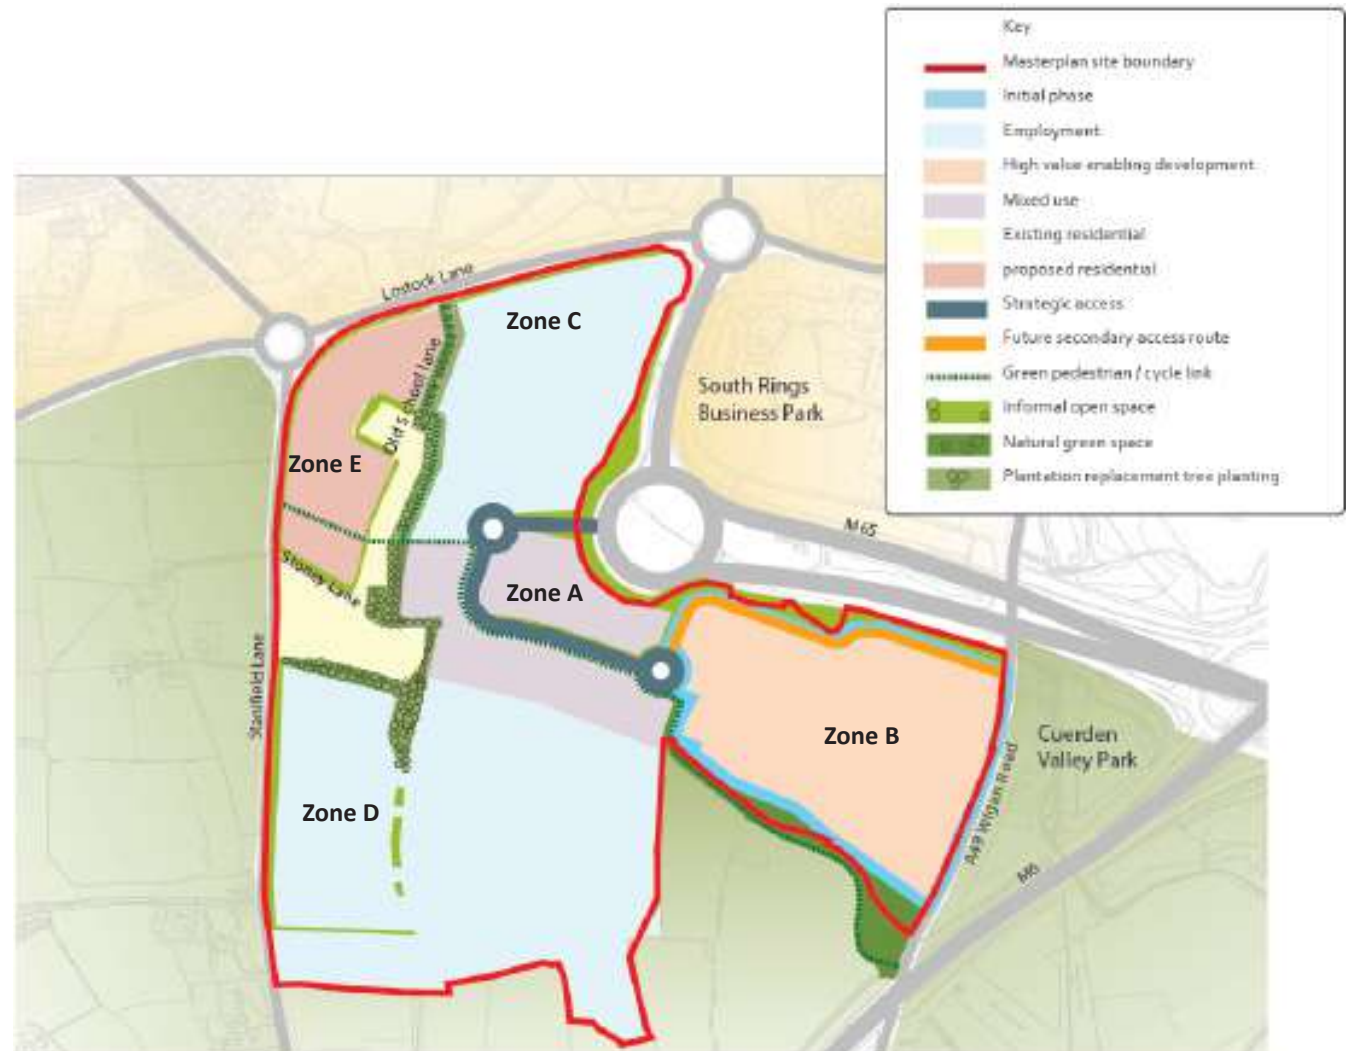 Key
Masterplan site boundary
Initial phase
Employment
High value enabling development
Mixed use
Existing residential
proposed residential
Strategic access
Future secondary access route
Green pedestrian / cycle link
Informal open space
Natural green space
Plantation replacement tree planting
Lostock Lane
Zone C
Old school lane
South Rings
Business Park
Zone E
M65
Stoney Lane
Zone A
Stanifield Lane
Zone B
Cuerden
Valley Park
Zone D
A49 Wigan Road
M6